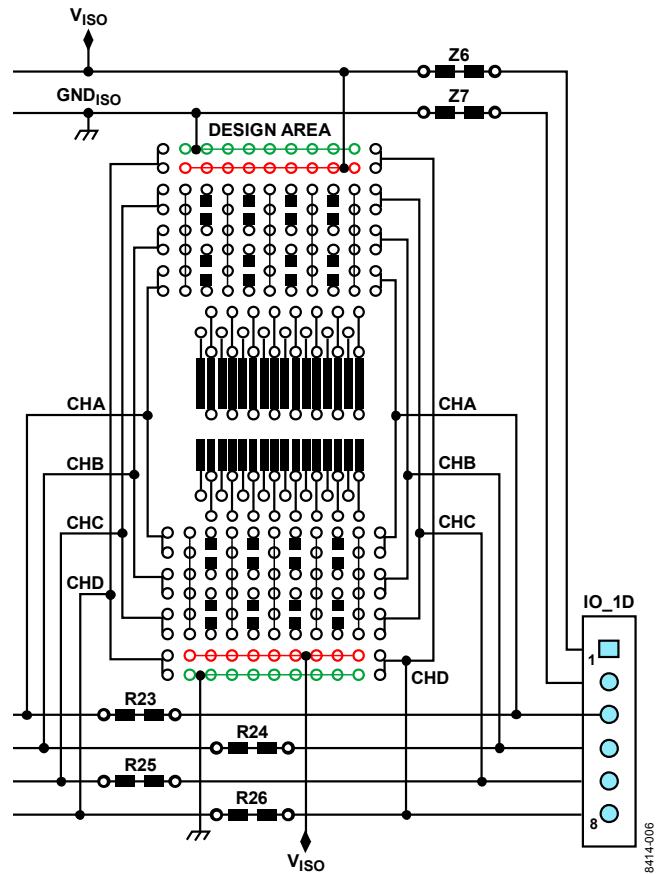 VISO
Z6
GNDISO
Z7
DESIGN AREA
CHA
CHA
CHB
CHB
CHC
CHC
CHD
IO_1D
1
CHD
R23
R24
R25
R26
8
VISO
8414-006